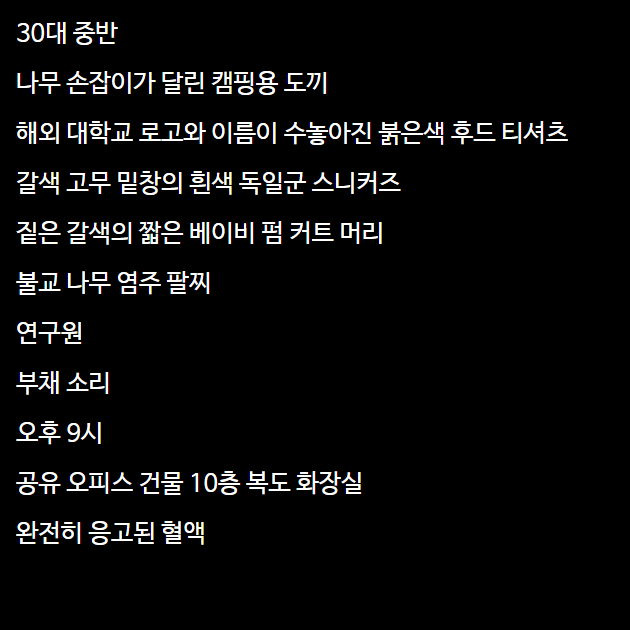 30대 중반
나무 손잡이가 달린 캠핑용 도끼
해외 대학교 로고와 이름이 수놓아진 붉은색 후드 티셔츠
갈색 고무 밑창의 흰색 독일군 스니커즈
짙은 갈색의 짧은 베이비 펌 커트 머리
불교 나무 염주 팔찌
연구원
부채 소리
오후 9시
공유 오피스 건물 10층 복도 화장실
완전히 응고된 혈액